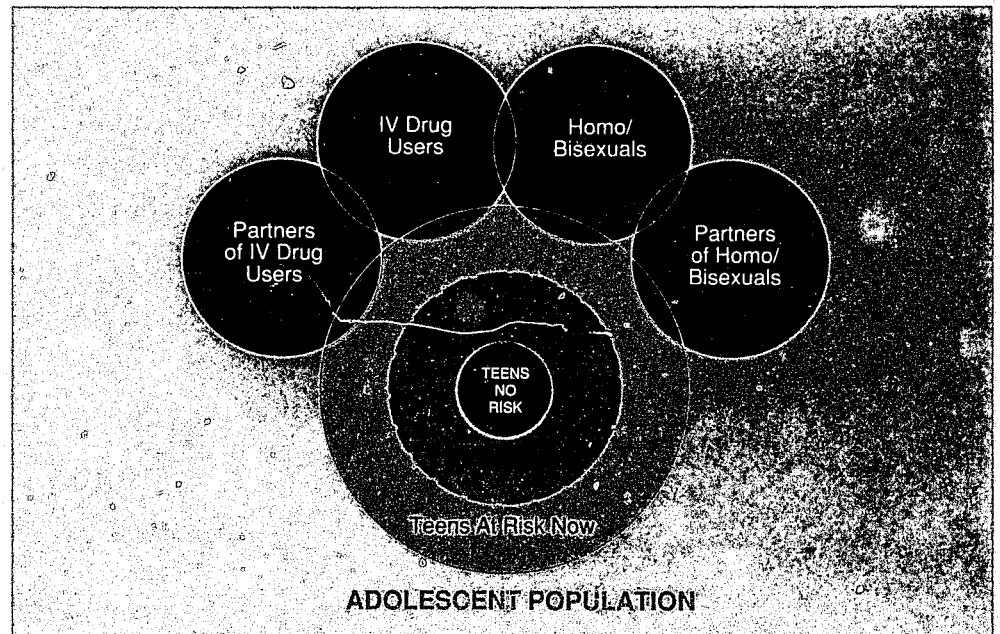 IV Drug
Users
Homo/
Bisexuals
Partners
of IV Drug
Users
Partners
of Homo/
Bisexuals
TEENS
NO
RISK
Teens At Risk Now
ADOLESCENT POPULATION